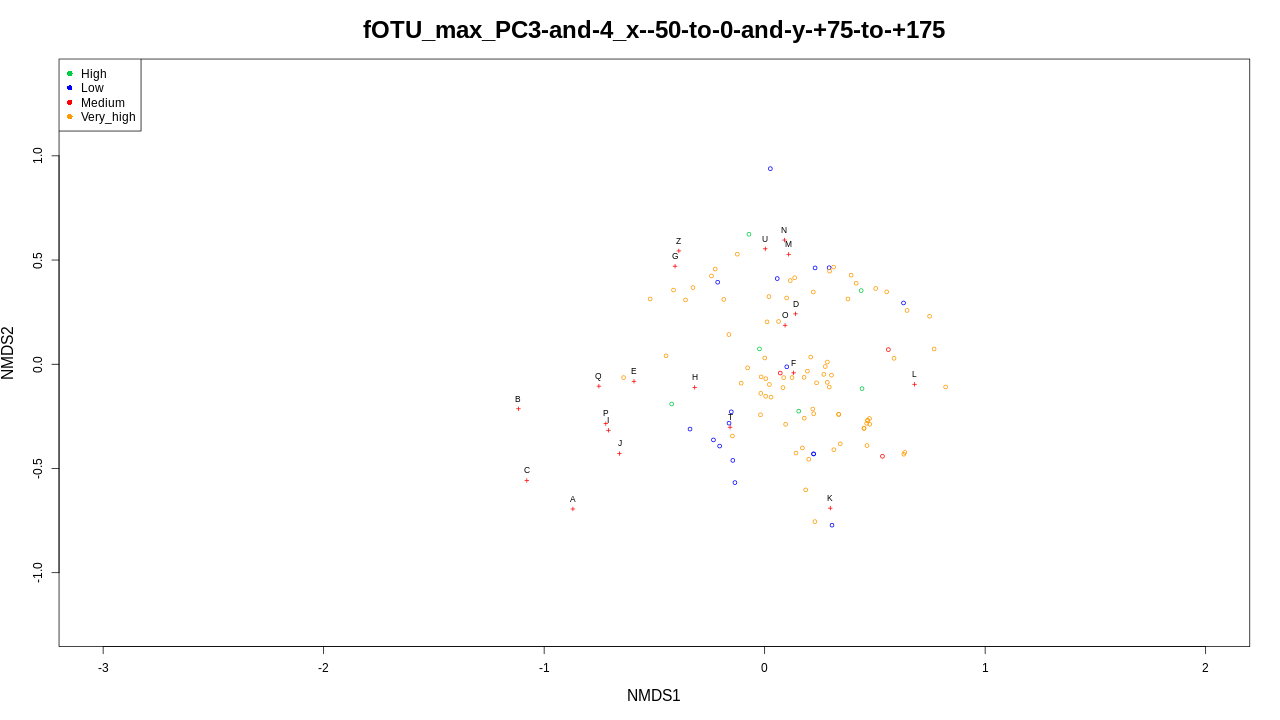 fOTU_max_PC3-and-4_x--50-to-0-and-y-+75-to-+175
High
Low
Medium
Very_high
1.0
0.5
0.0
-0.5
-1.0
NMDS2
N
U
M
Z
G
D
O
F
E
Q
H
L
B
P
I
T
J
C
A
K
-3
-2
-1
0
1
2
NMDS1